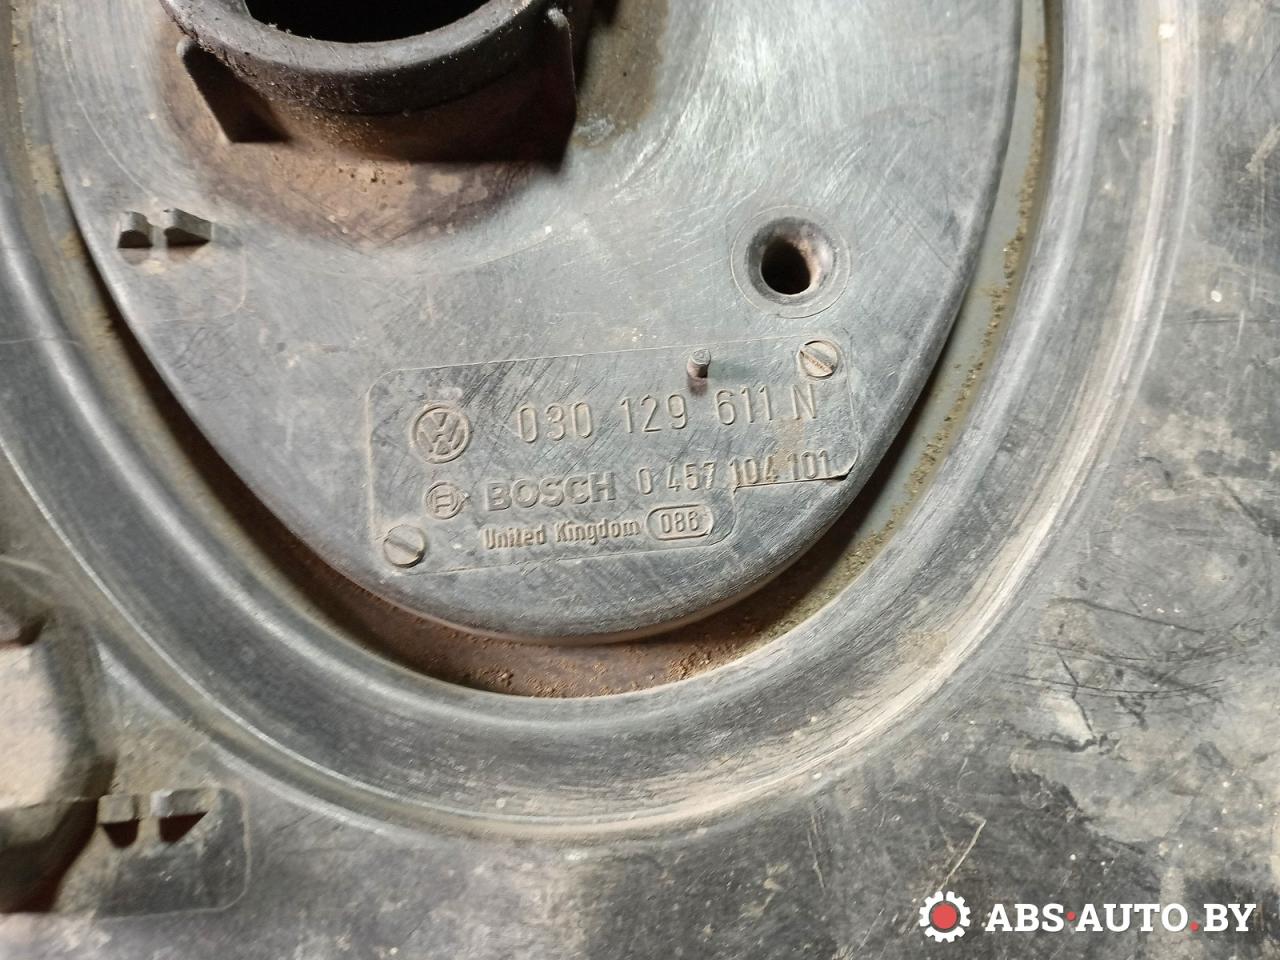 030 129 611 N
BOSCH 0 457 104 101
United Kingdom 086
ABS·AUTO.BY